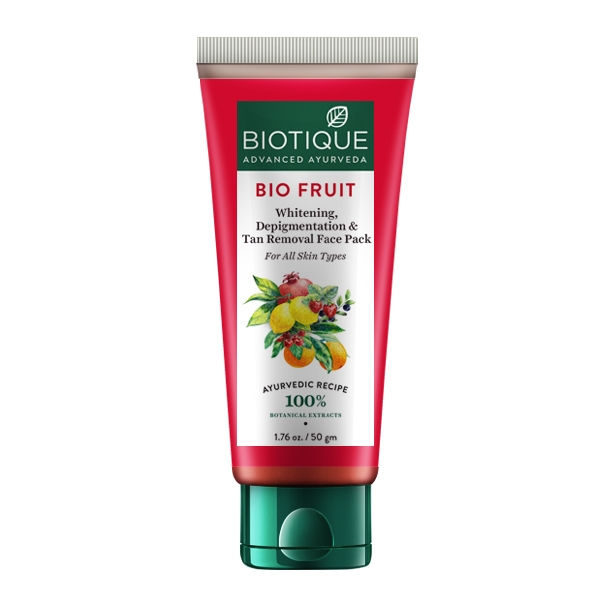 BIOTIQUE
ADVANCED AYURVEDA
BIO FRUIT
Whitening,
Depigmentation &
Tan Removal Face Pack
For All Skin Types
AYURVEDIC RECIPE
100%
BOTANICAL EXTRACTS
1.76 oz. / 50 gm